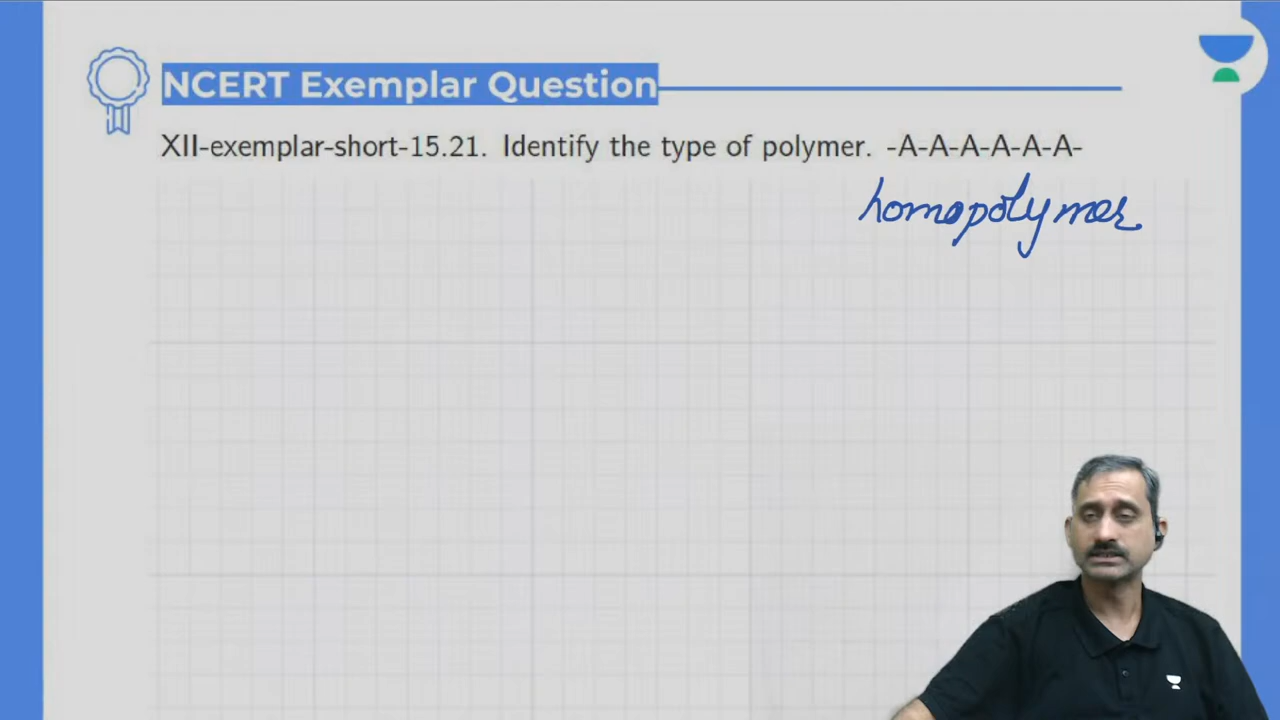 NCERT Exemplar Question
XII-exemplar-short-15.21. Identify the type of polymer. -A-A-A-A-A-A-
homopolymer